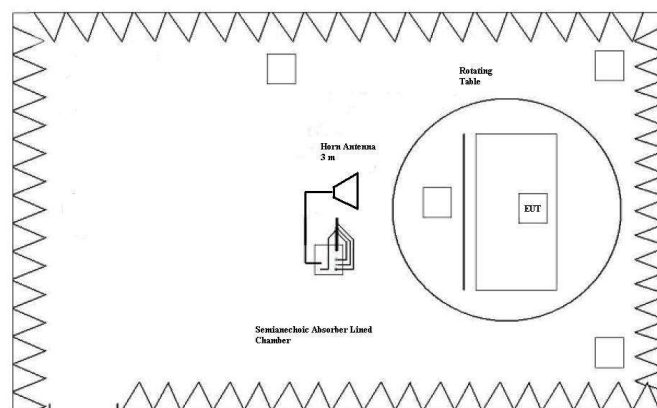 Rotating
Table
Horn Antenna
3 m
EUT
Semianechoic Absorber Lined
Chamber